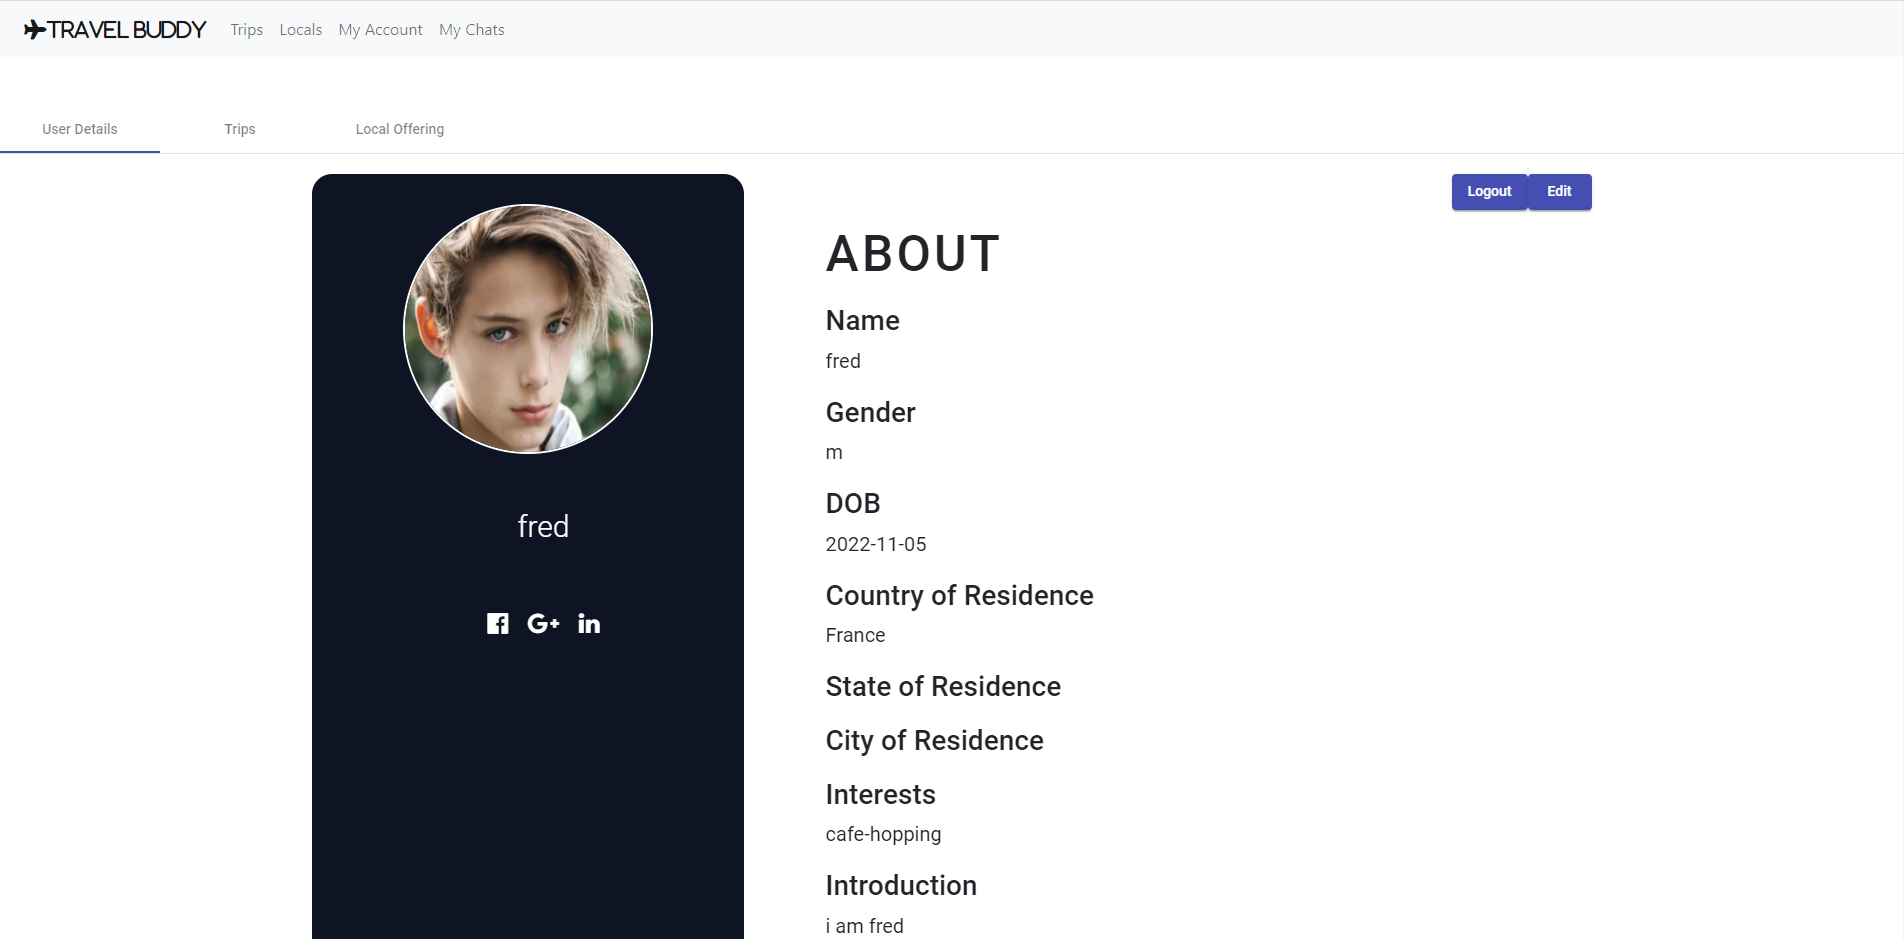 TRAVEL BUDDY Trips Locals My Account My Chats
User Details Trips Local Offering
Logout Edit
fred
ABOUT
Name
fred
Gender
m
DOB
2022-11-05
Country of Residence
France
State of Residence
City of Residence
Interests
cafe-hopping
Introduction
i am fred